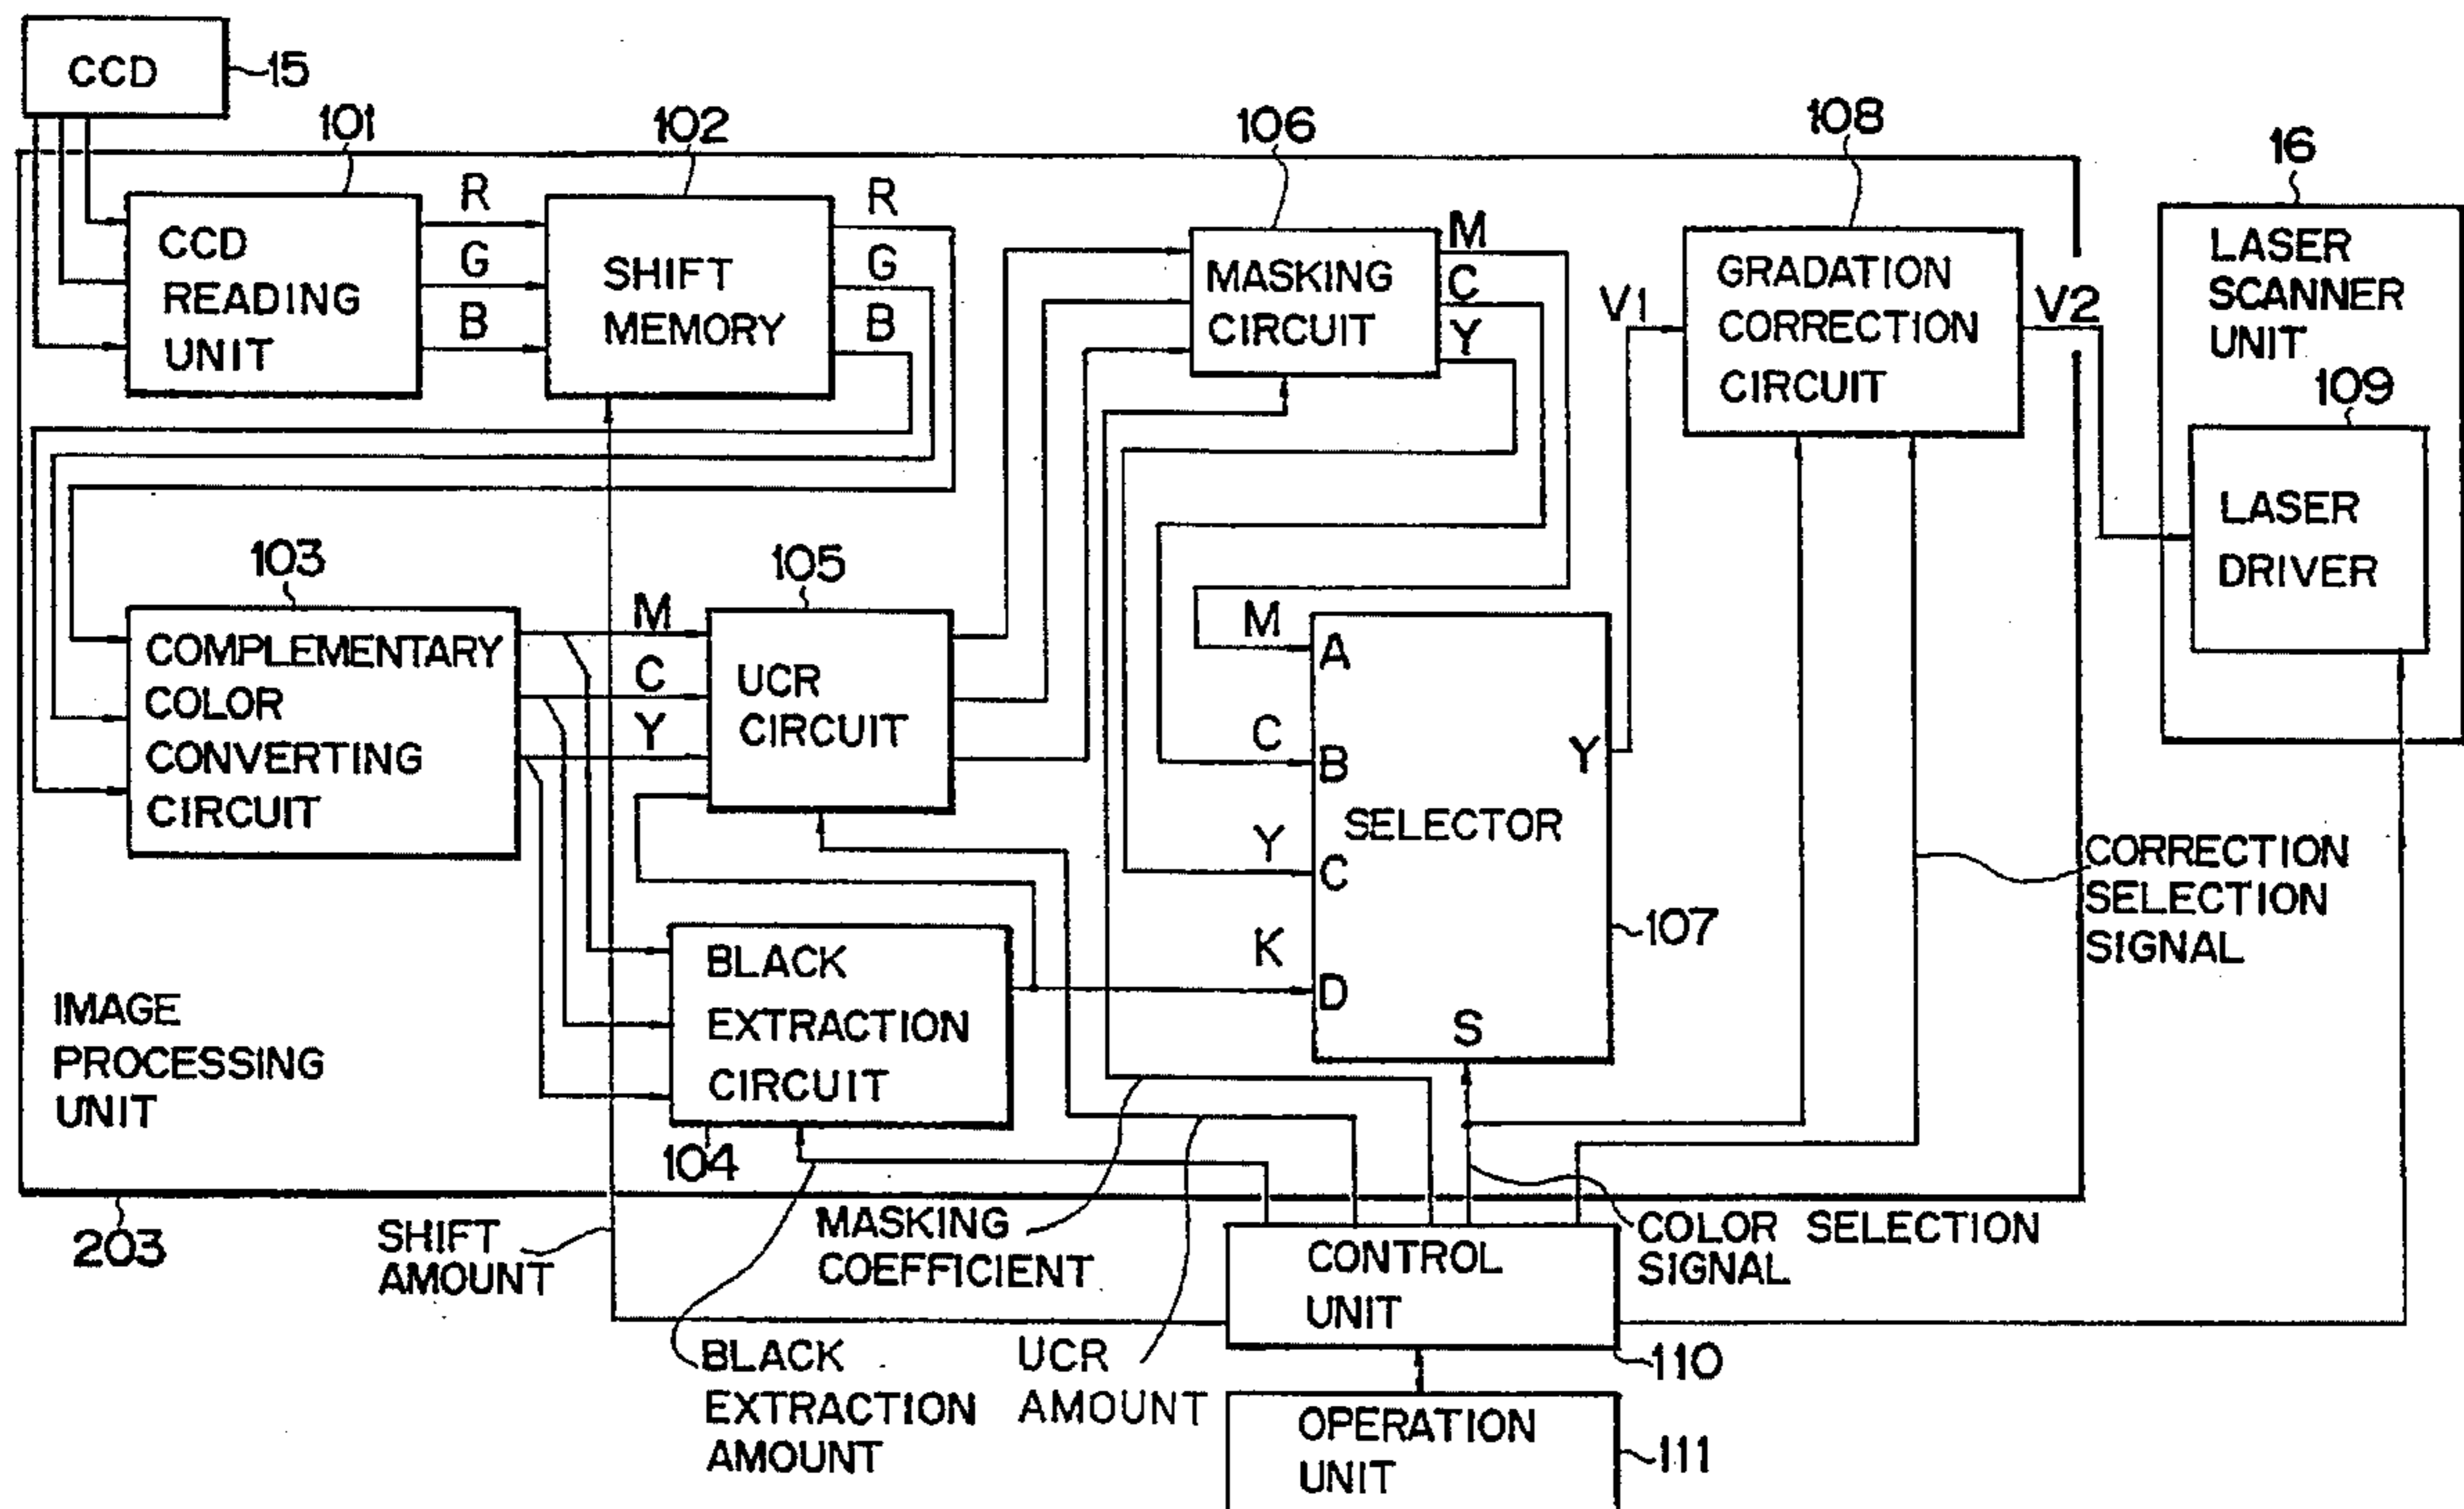 CCD
15
101
102
106
108
16
R
G
B
R
G
B
CCD
READING
UNIT
SHIFT
MEMORY
MASKING
CIRCUIT
M
C
Y
V1
GRADATION
CORRECTION
CIRCUIT
V2
LASER
SCANNER
UNIT
109
LASER
DRIVER
103
105
COMPLEMENTARY
COLOR
CONVERTING
CIRCUIT
M
C
Y
UCR
CIRCUIT
M
C
Y
K
A
B
C
D
Y
S
SELECTOR
107
CORRECTION
SELECTION
SIGNAL
BLACK
EXTRACTION
CIRCUIT
104
IMAGE
PROCESSING
UNIT
203
SHIFT
AMOUNT
MASKING
COEFFICIENT
BLACK
EXTRACTION
AMOUNT
UCR
AMOUNT
COLOR SELECTION
SIGNAL
CONTROL
UNIT
110
OPERATION
UNIT
111